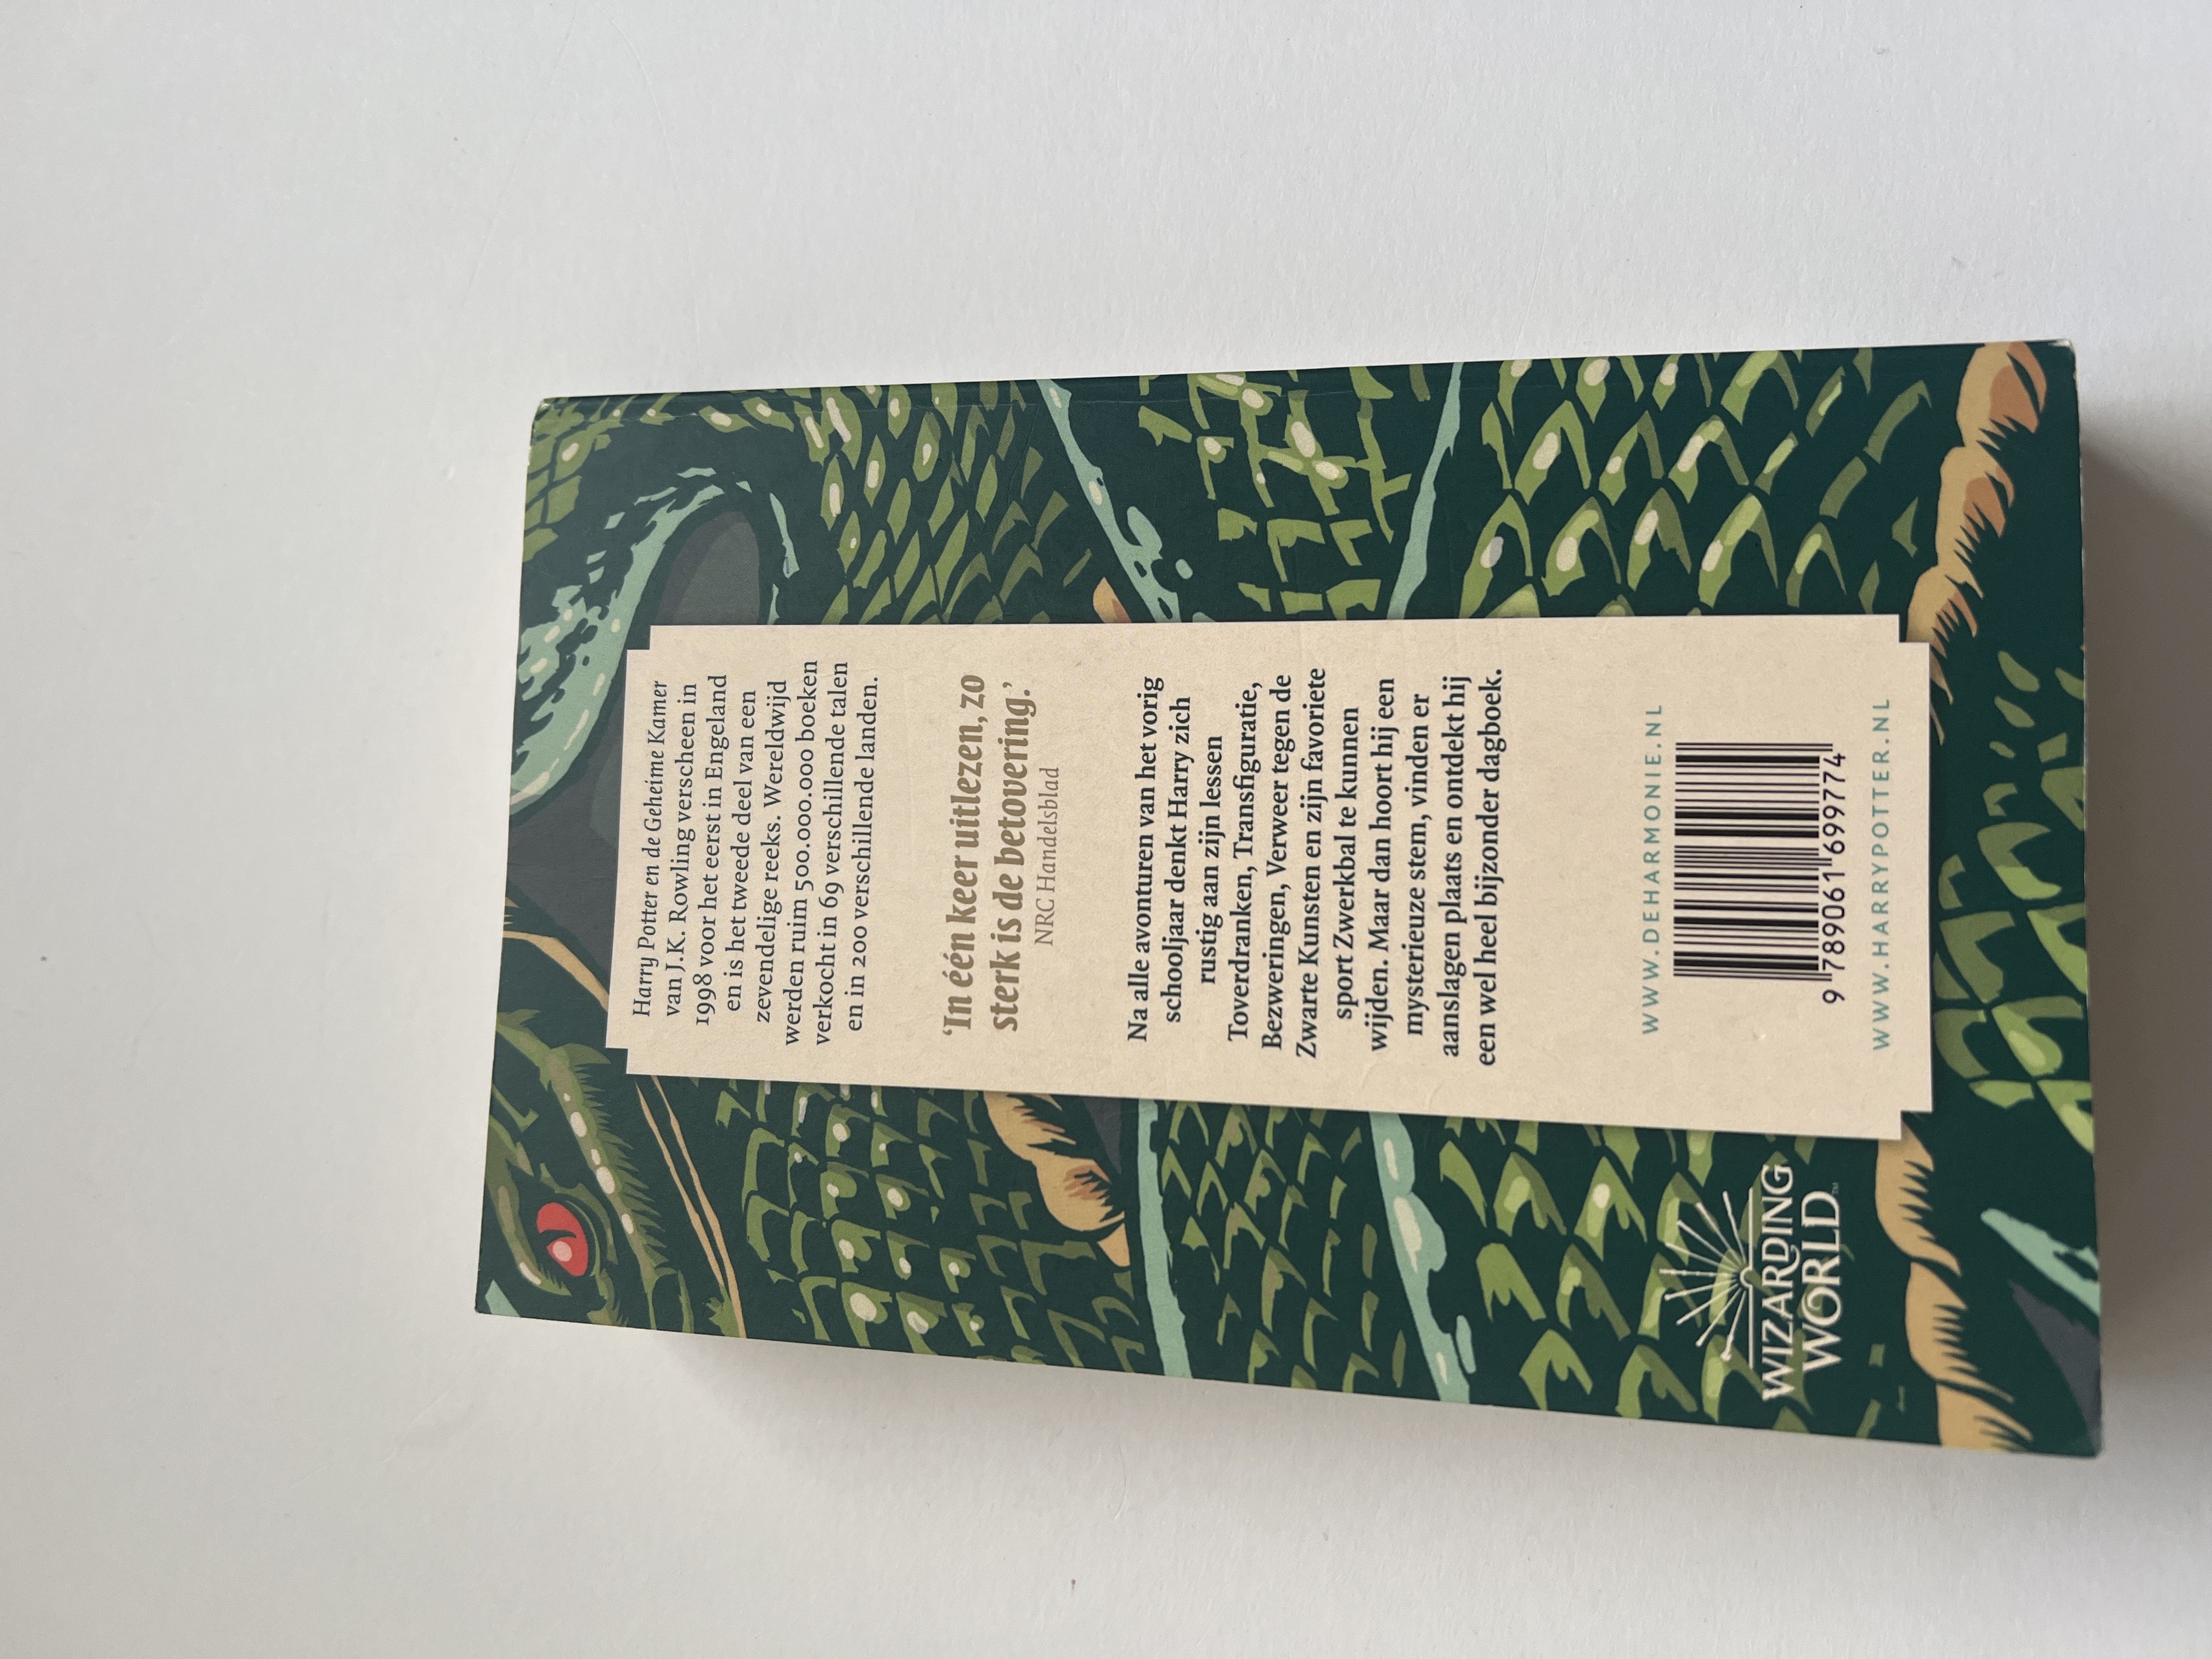 Harry Potter en de Geheime Kamer
van J.K. Rowling verscheen in
1998 voor het eerst in Engeland
en is het tweede deel van een
zevendelige reeks. Wereldwijd
werden ruim 500.000.000 boeken
verkocht in 69 verschillende talen
en in 200 verschillende landen.
‘In één keer uitlezen, zo
sterk is de betovering.’
NRC Handelsblad
Na alle avonturen van het vorig
schooljaar denkt Harry zich
rustig aan zijn lessen
Toverdranken, Transfiguratie,
Bezweringen, Verweer tegen de
Zwarte Kunsten en zijn favoriete
sport Zwerkbal te kunnen
wijden. Maar dan hoort hij een
mysterieuze stem, vinden er
aanslagen plaats en ontdekt hij
een wel heel bijzonder dagboek.
WWW.DEHARMONIE.NL
9 789061 699774
WWW.HARRYPOTTER.NL
WIZARDING
WORLD™